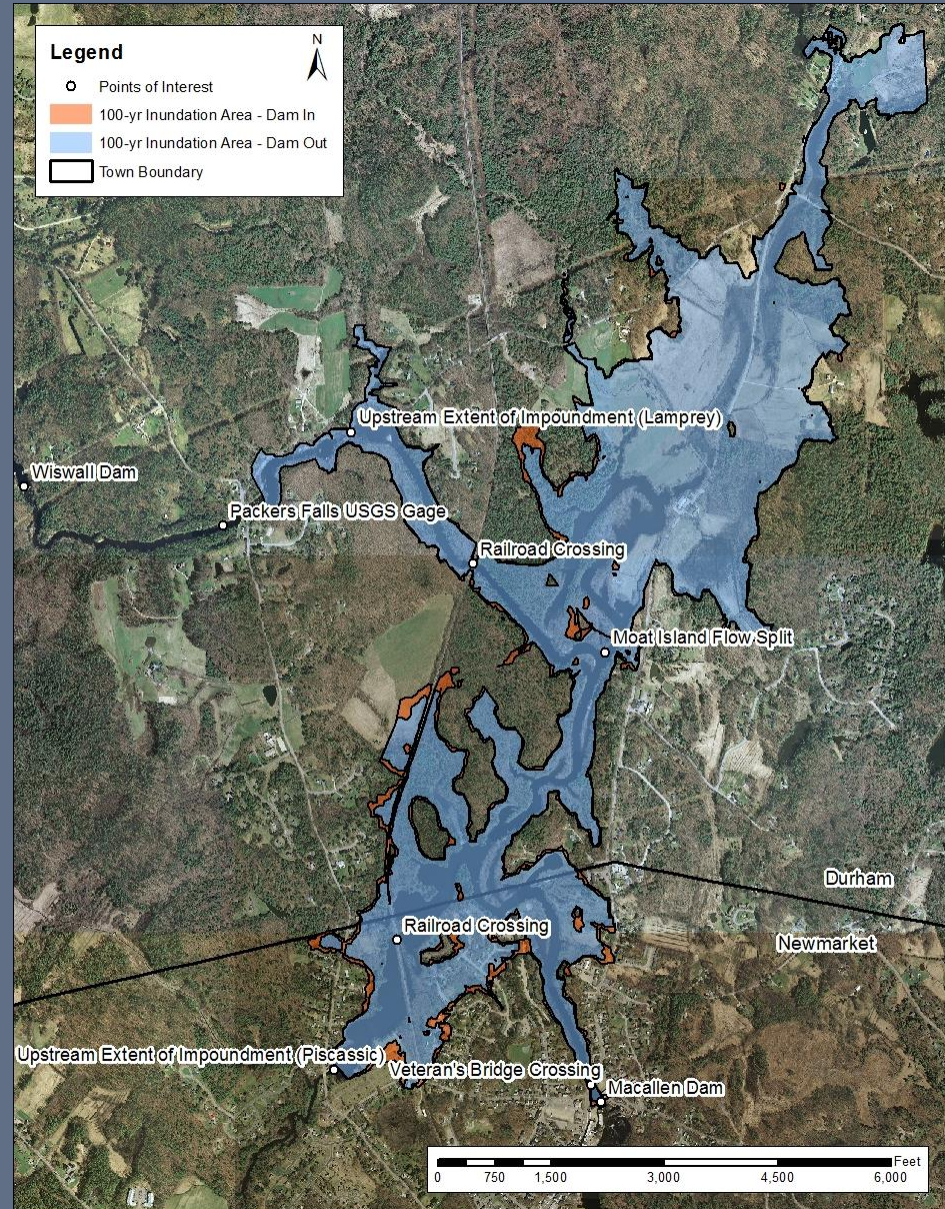 Legend
N
Points of Interest
100-yr Inundation Area - Dam In
100-yr Inundation Area - Dam Out
Town Boundary
Upstream Extent of Impoundment (Lamprey)
Wiswall Dam
Packers Falls USGS Gage
Railroad Crossing
Moat Island Flow Split
Durham
Railroad Crossing
Newmarket
Upstream Extent of Impoundment (Piscassic)
Veteran's Bridge Crossing
Macallen Dam
Feet
0 750 1,500 3,000 4,500 6,000